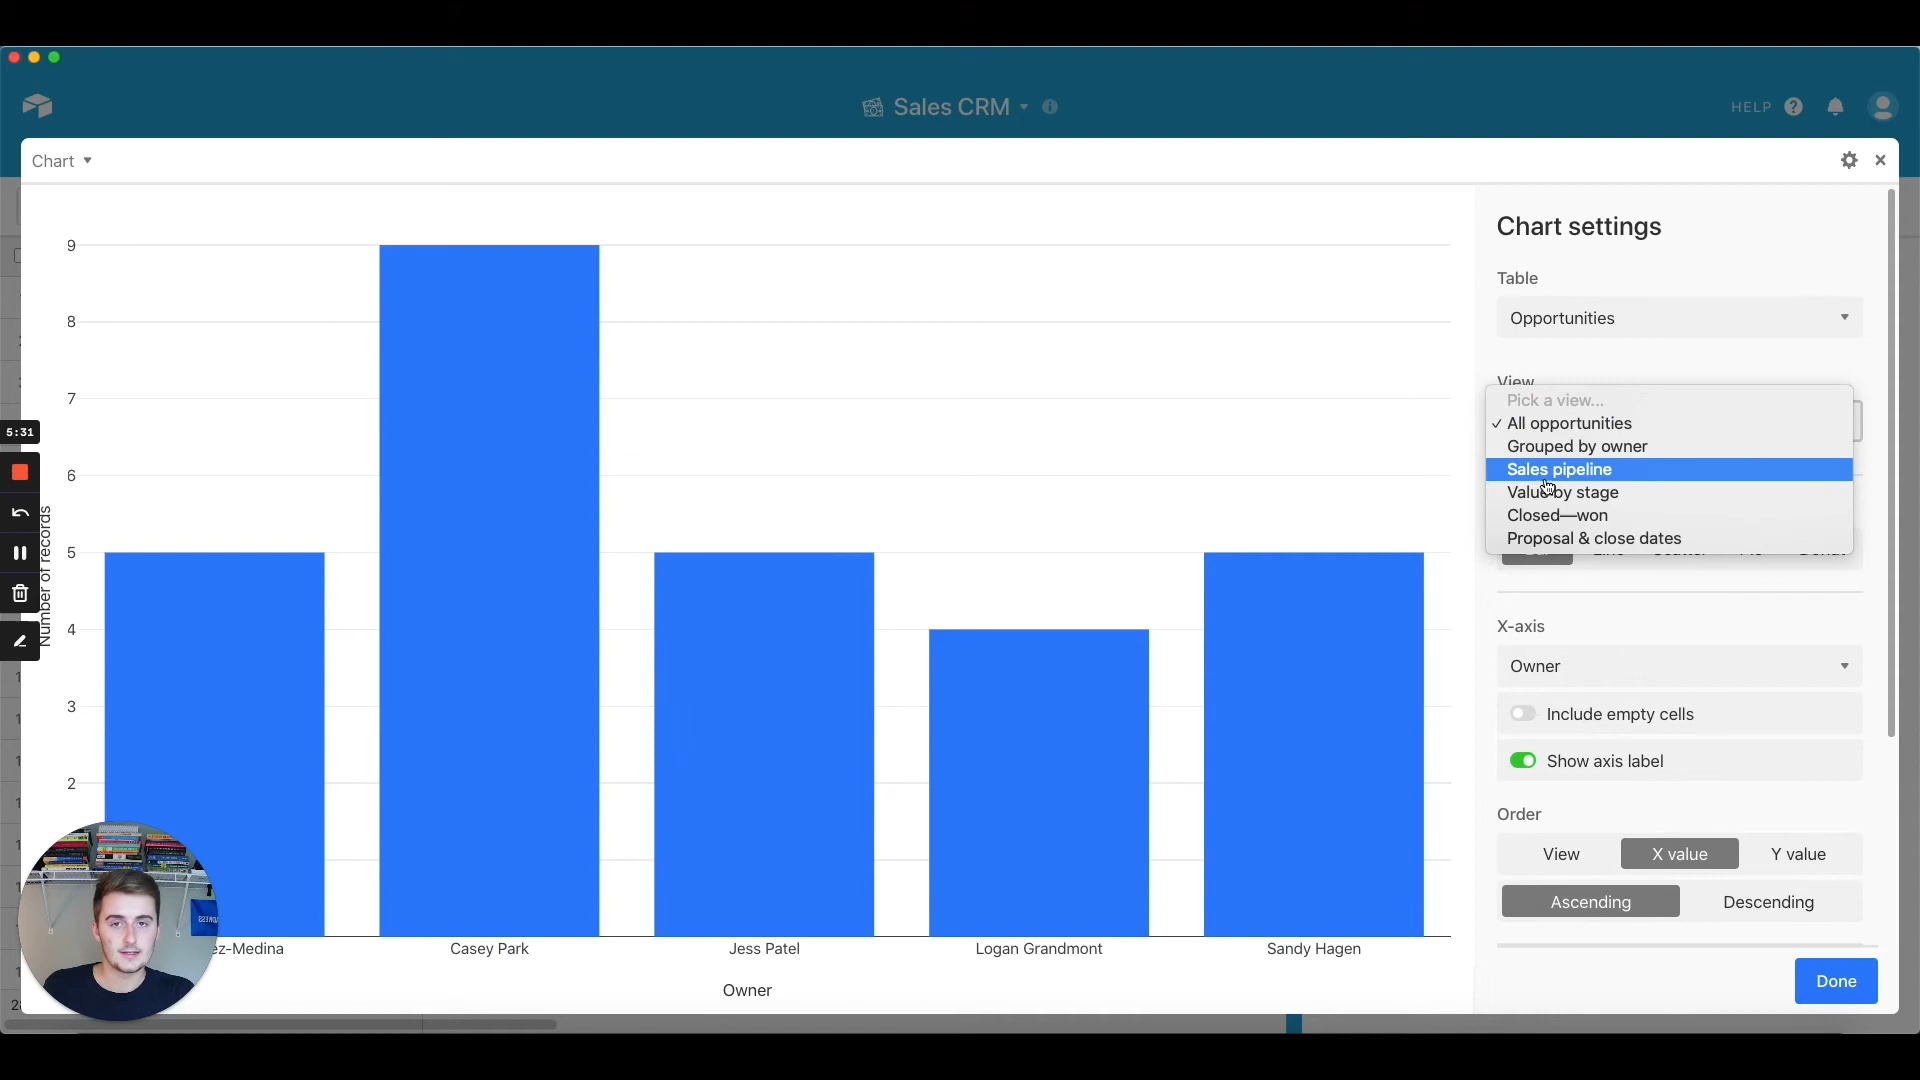 Sales CRM
HELP
Chart
Chart settings
Table
Opportunities
View
Pick a view...
✓ All opportunities
Grouped by owner
Sales pipeline
Value by stage
Closed—won
Proposal & close dates
X-axis
Owner
Include empty cells
Show axis label
Order
View X value Y value
Ascending Descending
Done
9
8
7
6
5
4
3
2
Number of records
ez-Medina Casey Park Jess Patel Logan Grandmont Sandy Hagen
Owner
5:31